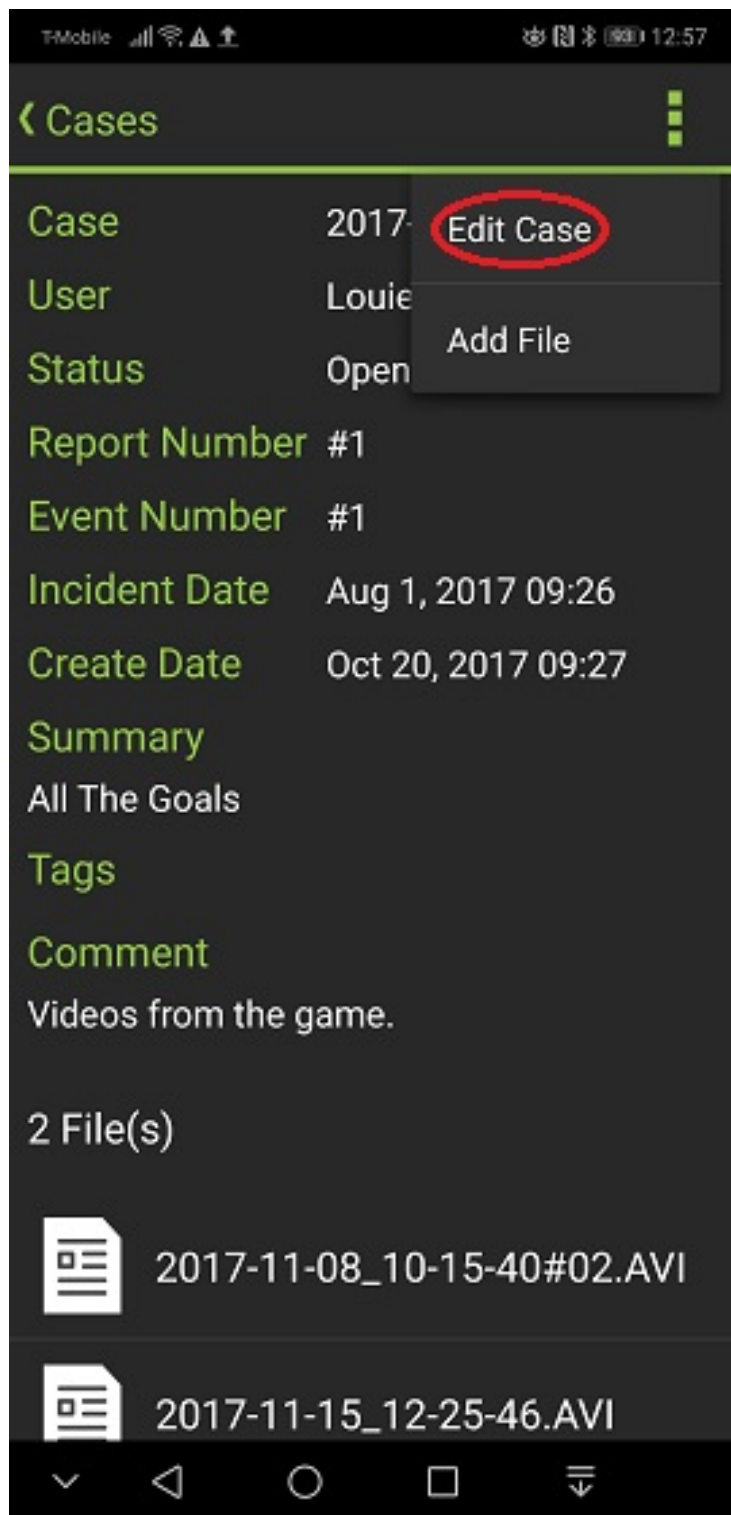 T-Mobile 12:57
Cases
Case 2017-
Edit Case
User Louie
Add File
Status Open
Report Number #1
Event Number #1
Incident Date Aug 1, 2017 09:26
Create Date Oct 20, 2017 09:27
Summary
All The Goals
Tags
Comment
Videos from the game.
2 File(s)
2017-11-08_10-15-40#02.AVI
2017-11-15_12-25-46.AVI